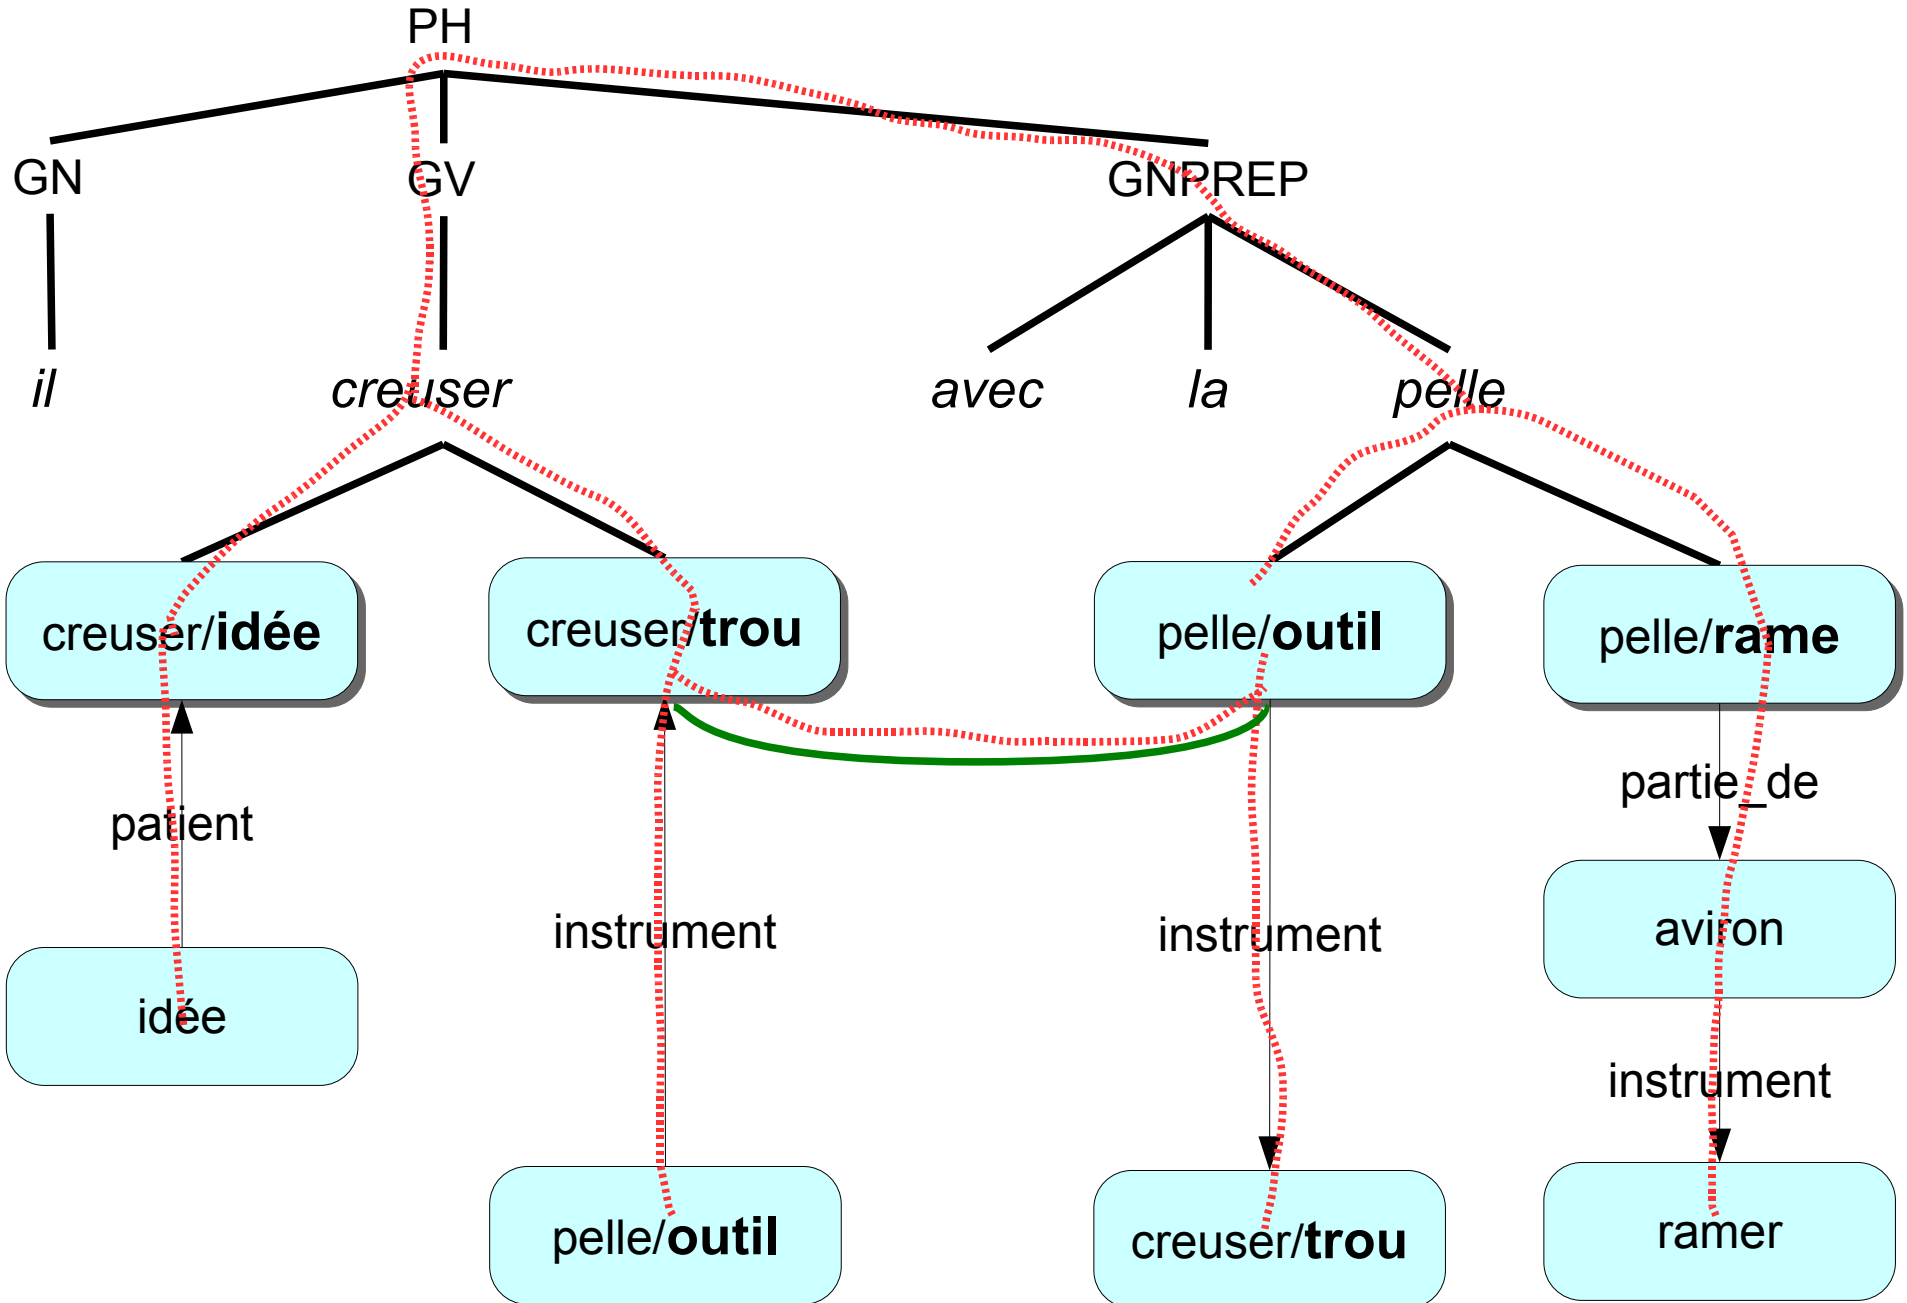 PH
GN GV GNPREP
il creuser avec la pelle
creuser/idée creuser/trou pelle/outil pelle/rame
partie_de
patient
instrument instrument aviron
idée
instrument
pelle/outil creuser/trou ramer